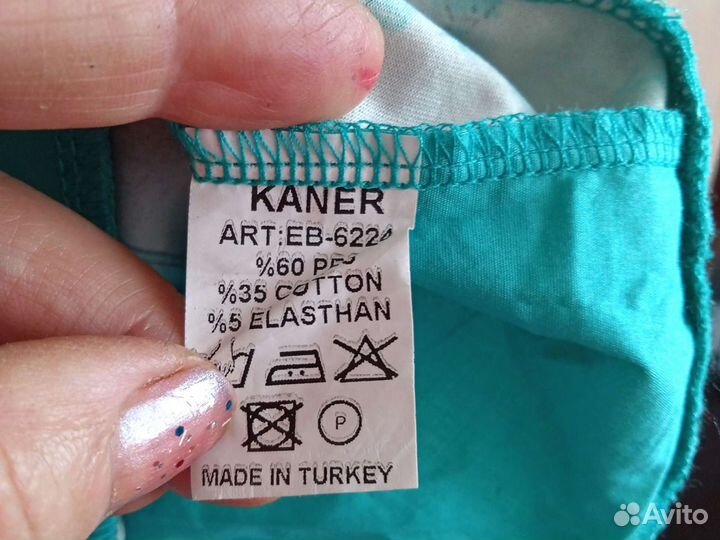 KANER
ART:EB-6224
%60
%35 COTTON
%5 ELASTHAN
P
MADE IN TURKEY
Avito